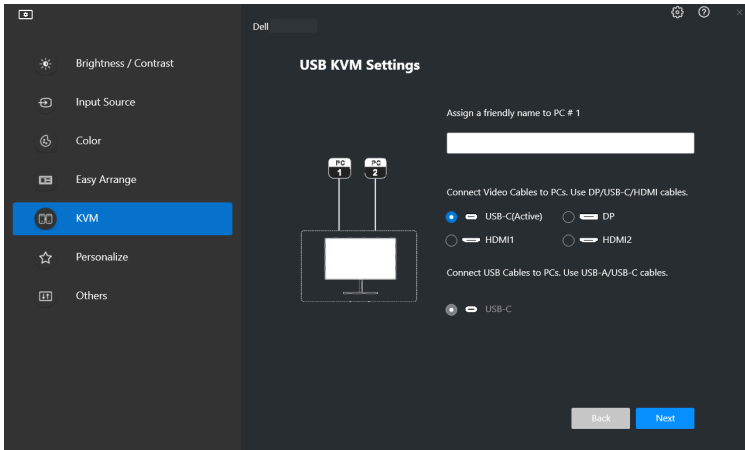 Dell
Brightness / Contrast
Input Source
Color
Easy Arrange
KVM
Personalize
Others
USB KVM Settings
PC 1
PC 2
Assign a friendly name to PC # 1
Connect Video Cables to PCs. Use DP/USB-C/HDMI cables.
USB-C(Active) DP
HDMI1 HDMI2
Connect USB Cables to PCs. Use USB-A/USB-C cables.
USB-C
Back Next